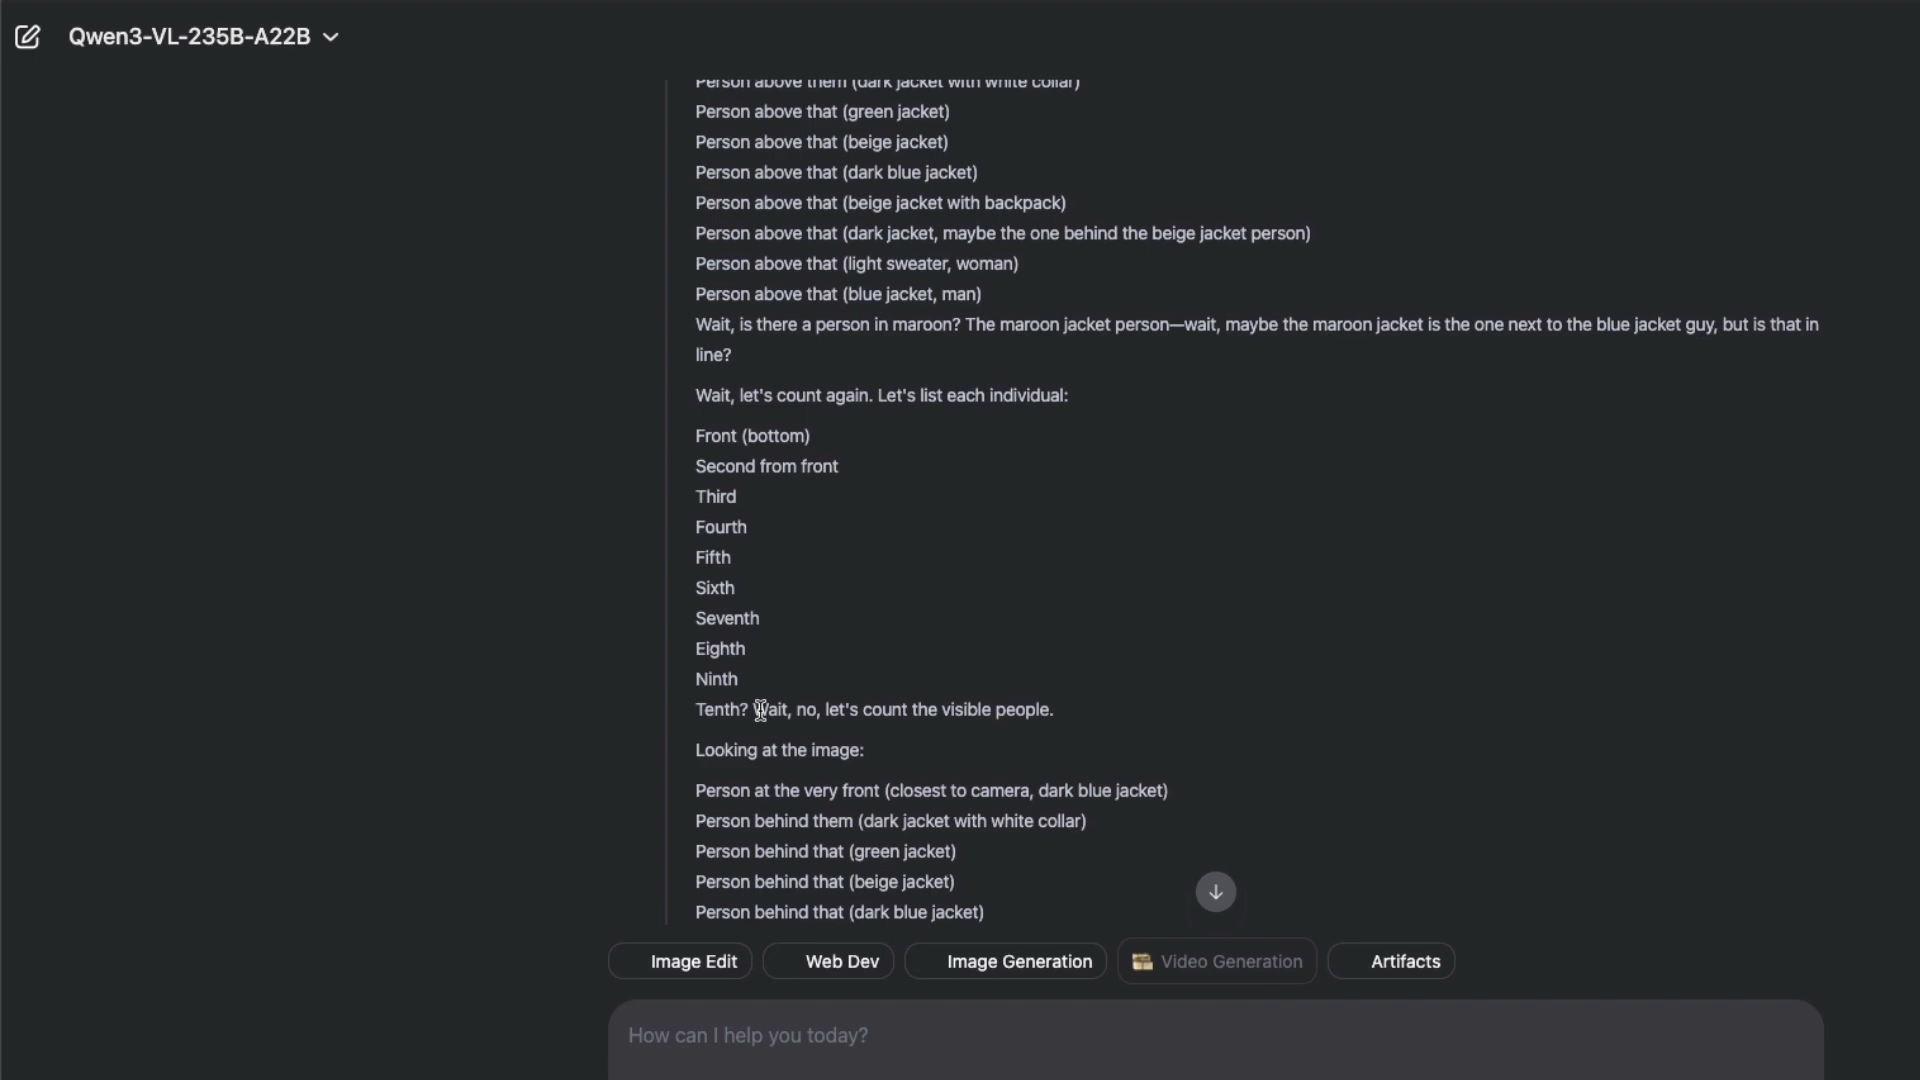 Qwen3-VL-235B-A22B
Person above them (dark jacket with white collar)
Person above that (green jacket)
Person above that (beige jacket)
Person above that (dark blue jacket)
Person above that (beige jacket with backpack)
Person above that (dark jacket, maybe the one behind the beige jacket person)
Person above that (light sweater, woman)
Person above that (blue jacket, man)
Wait, is there a person in maroon? The maroon jacket person—wait, maybe the maroon jacket is the one next to the blue jacket guy, but is that in
line?
Wait, let's count again. Let's list each individual:
Front (bottom)
Second from front
Third
Fourth
Fifth
Sixth
Seventh
Eighth
Ninth
Tenth? Wait, no, let's count the visible people.
Looking at the image:
Person at the very front (closest to camera, dark blue jacket)
Person behind them (dark jacket with white collar)
Person behind that (green jacket)
Person behind that (beige jacket)
Person behind that (dark blue jacket)
Image Edit
Web Dev
Image Generation
Video Generation
Artifacts
How can I help you today?